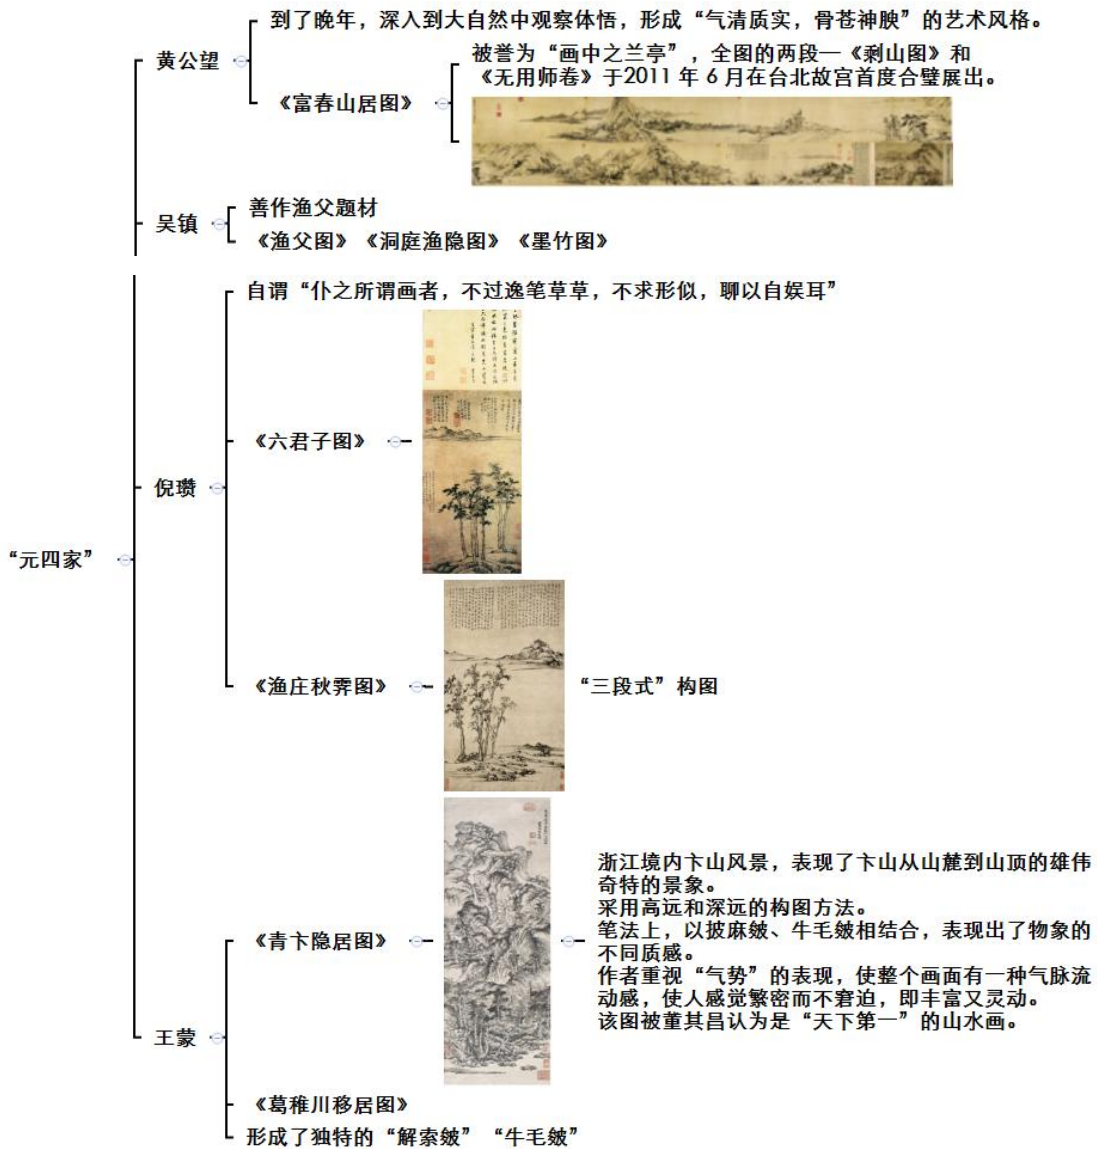 到了晚年，深入到大自然中观察体悟，形成“气清质实，骨苍神腴”的艺术风格。
黄公望
被誉为“画中之兰亭”，全图的两段—《剩山图》和
《无用师卷》于2011 年 6 月在台北故宫首度合璧展出。
《富春山居图》
善作渔父题材
吴镇
《渔父图》《洞庭渔隐图》《墨竹图》
自谓“仆之所谓画者，不过逸笔草草，不求形似，聊以自娱耳”
《六君子图》
倪瓒
“元四家”
《渔庄秋霁图》
“三段式”构图
浙江境内卞山风景，表现了卞山从山麓到山顶的雄伟
奇特的景象。
采用高远和深远的构图方法。
笔法上，以披麻皴、牛毛皴相结合，表现出了物象的
不同质感。
作者重视“气势”的表现，使整个画面有一种气脉流
动感，使人感觉繁密而不窘迫，即丰富又灵动。
该图被董其昌认为是“天下第一”的山水画。
《青卞隐居图》
王蒙
《葛稚川移居图》
形成了独特的“解索皴”“牛毛皴”